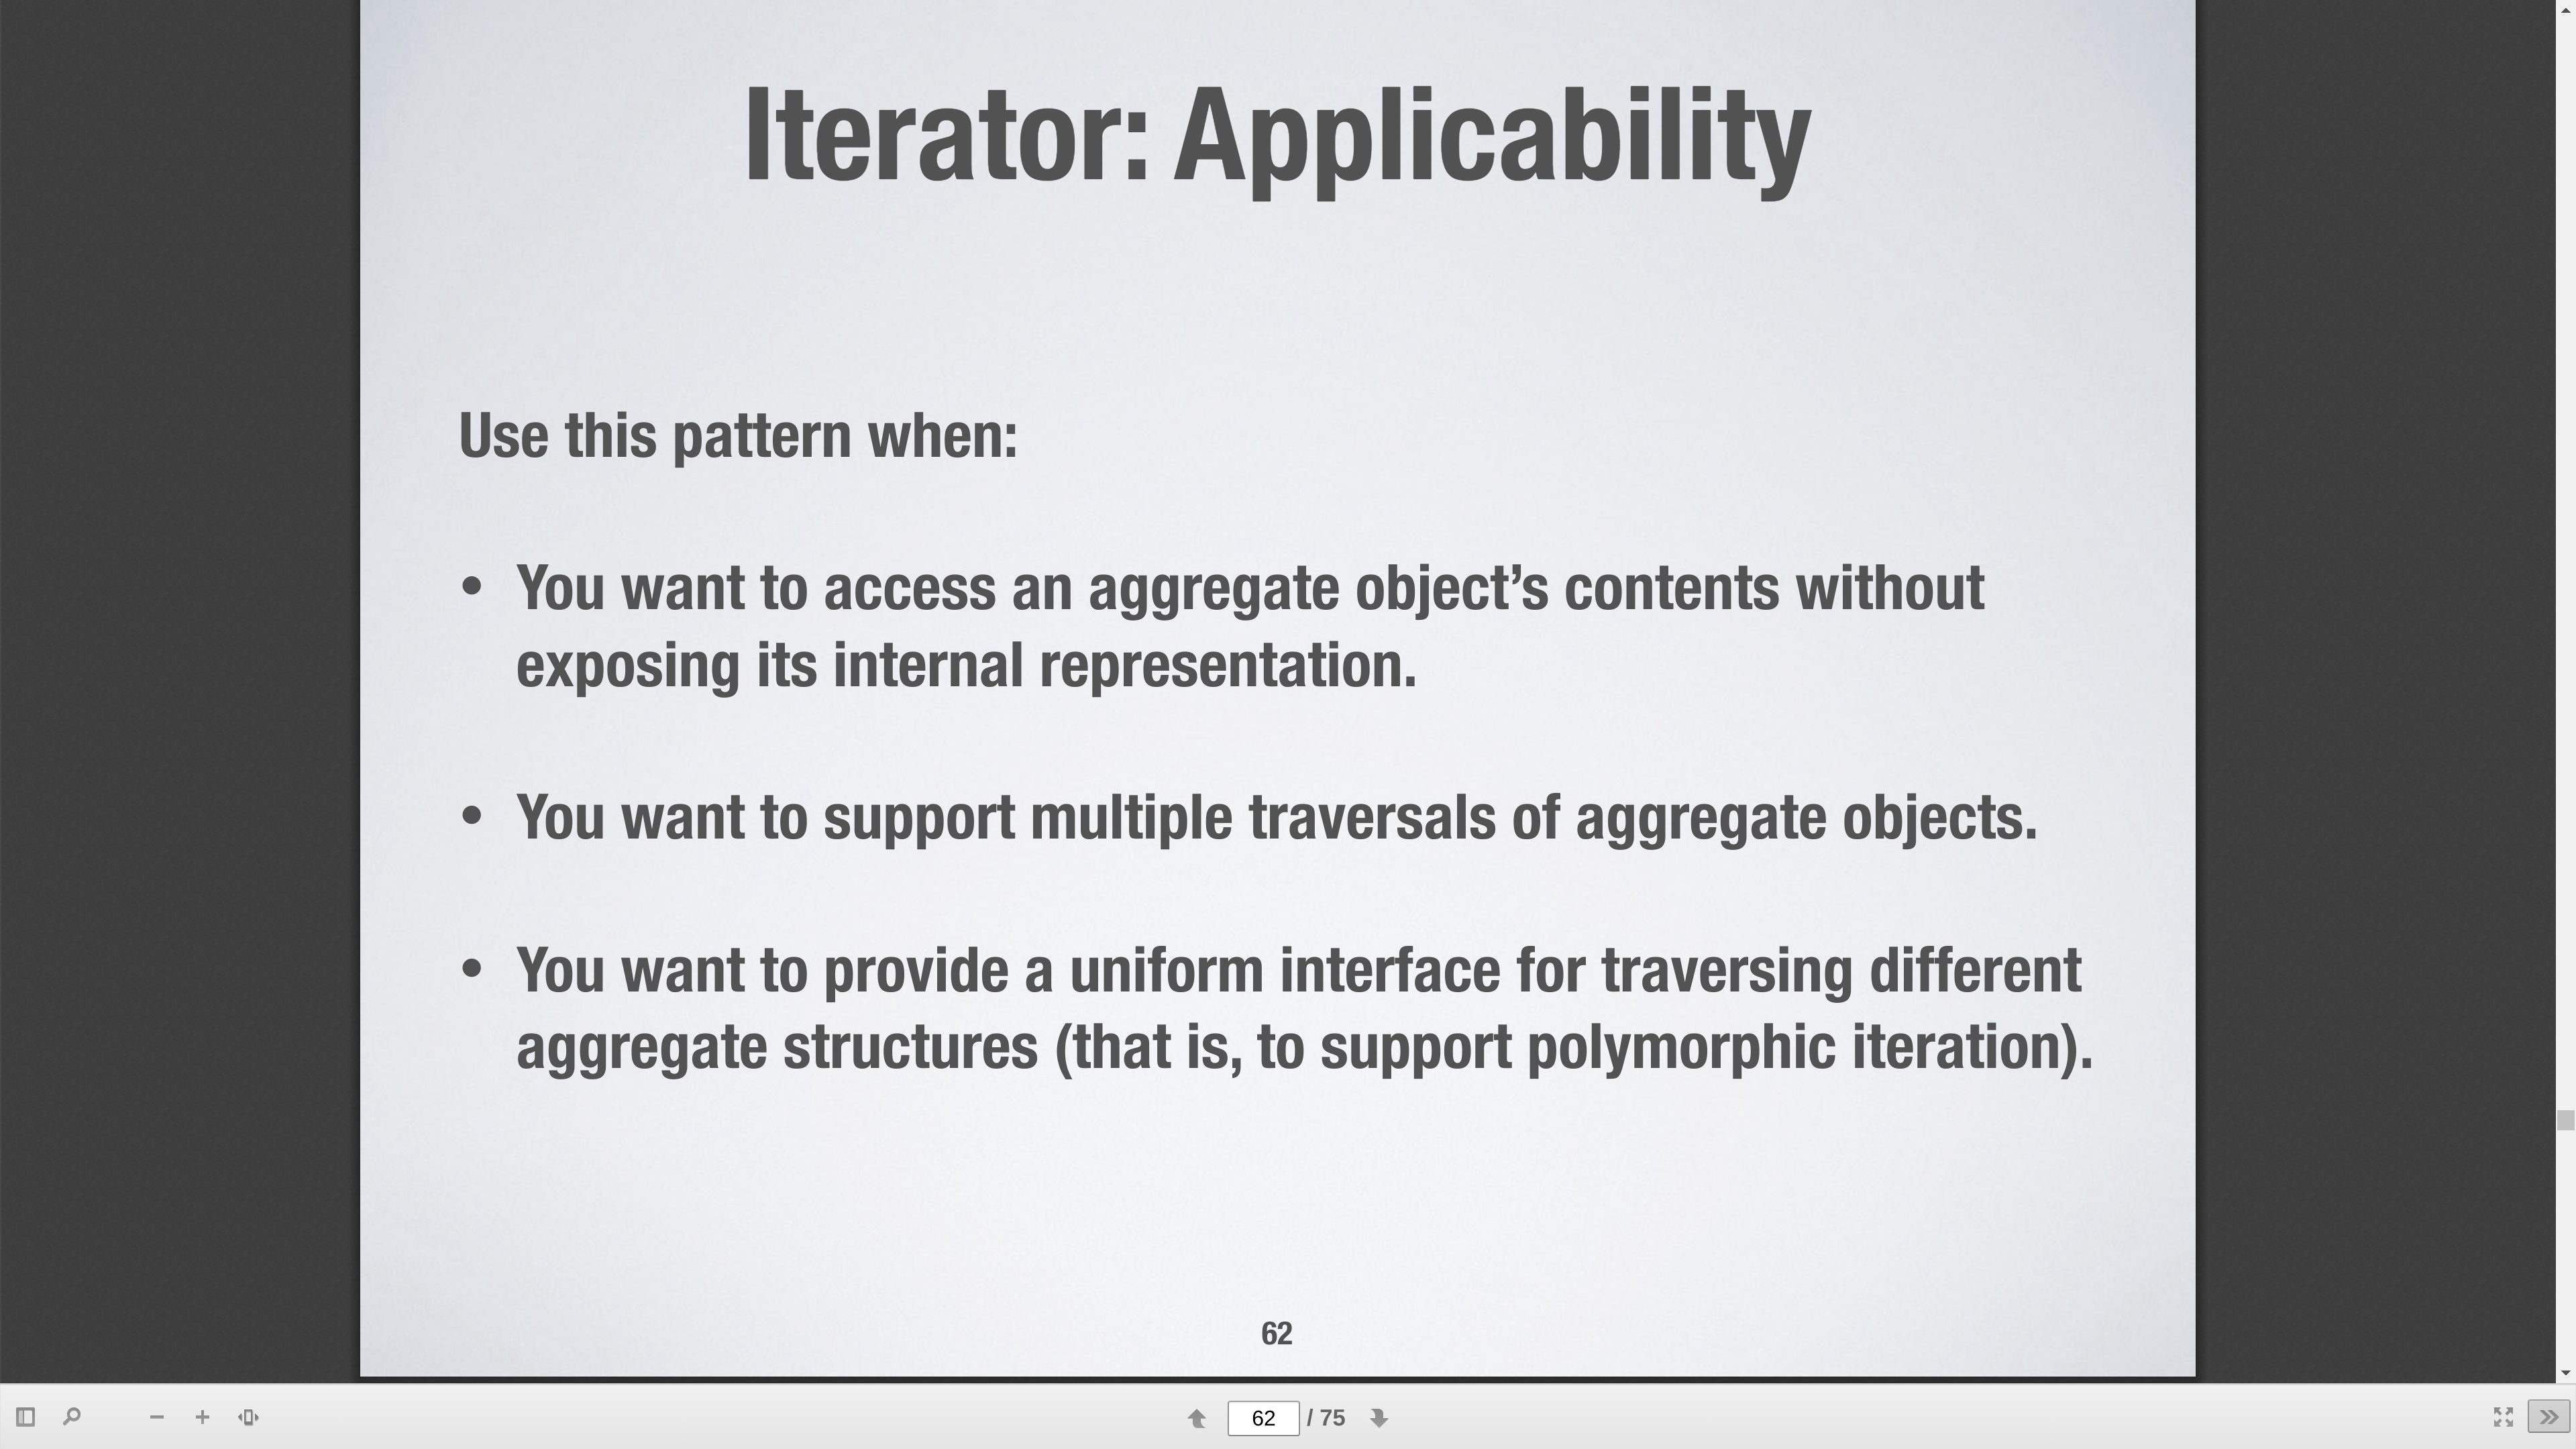 Iterator: Applicability
Use this pattern when:
• You want to access an aggregate object’s contents without
exposing its internal representation.
• You want to support multiple traversals of aggregate objects.
• You want to provide a uniform interface for traversing different
aggregate structures (that is, to support polymorphic iteration).
62
62 / 75